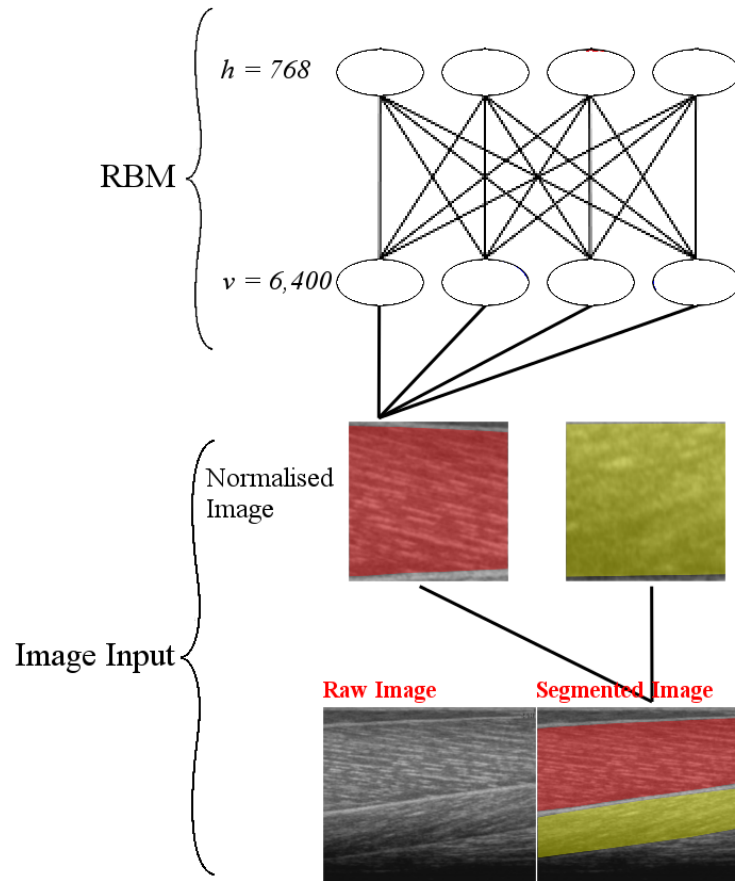 h = 768
RBM
v = 6,400
Normalised
Image
Image Input
Raw Image
Segmented Image